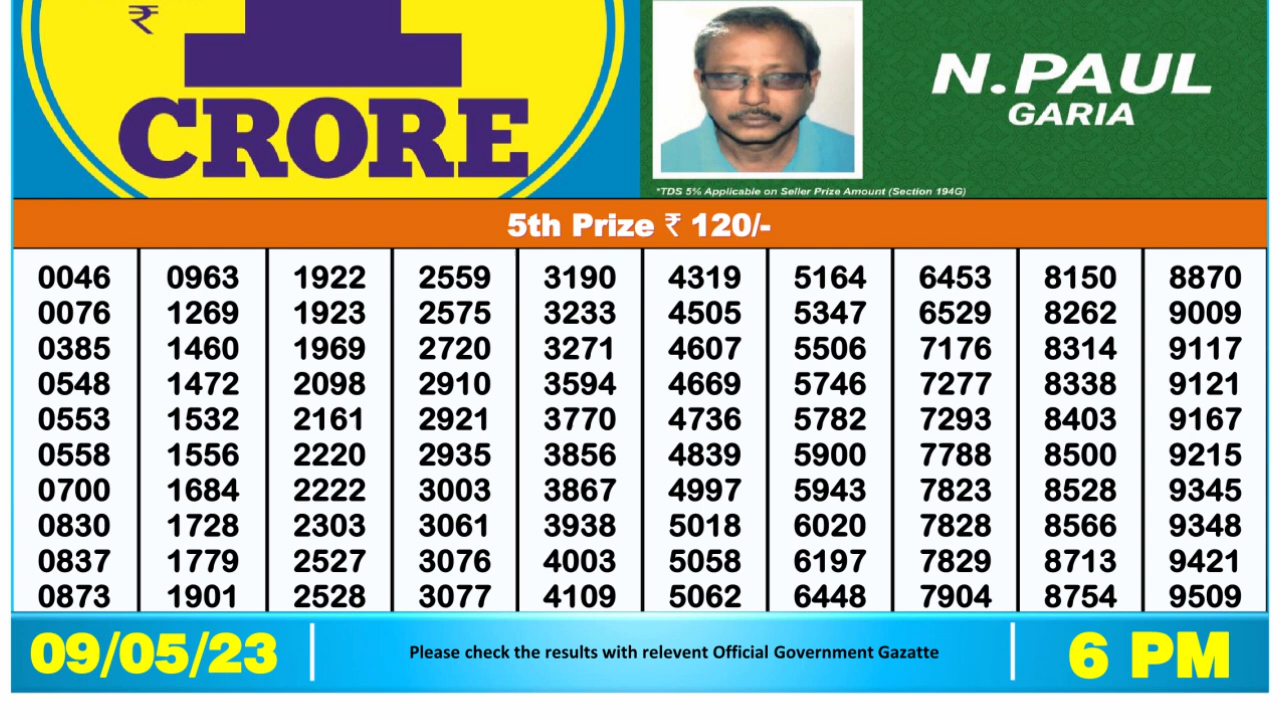 ₹
1
CRORE
N.PAUL
GARIA
*TDS 5% Applicable on Seller Prize Amount (Section 194G)
5th Prize ₹ 120/-
0046 0963 1922 2559 3190 4319 5164 6453 8150 8870
0076 1269 1923 2575 3233 4505 5347 6529 8262 9009
0385 1460 1969 2720 3271 4607 5506 7176 8314 9117
0548 1472 2098 2910 3594 4669 5746 7277 8338 9121
0553 1532 2161 2921 3770 4736 5782 7293 8403 9167
0558 1556 2220 2935 3856 4839 5900 7788 8500 9215
0700 1684 2222 3003 3867 4997 5943 7823 8528 9345
0830 1728 2303 3061 3938 5018 6020 7828 8566 9348
0837 1779 2527 3076 4003 5058 6197 7829 8713 9421
0873 1901 2528 3077 4109 5062 6448 7904 8754 9509
09/05/23
Please check the results with relevent Official Government Gazatte
6 PM